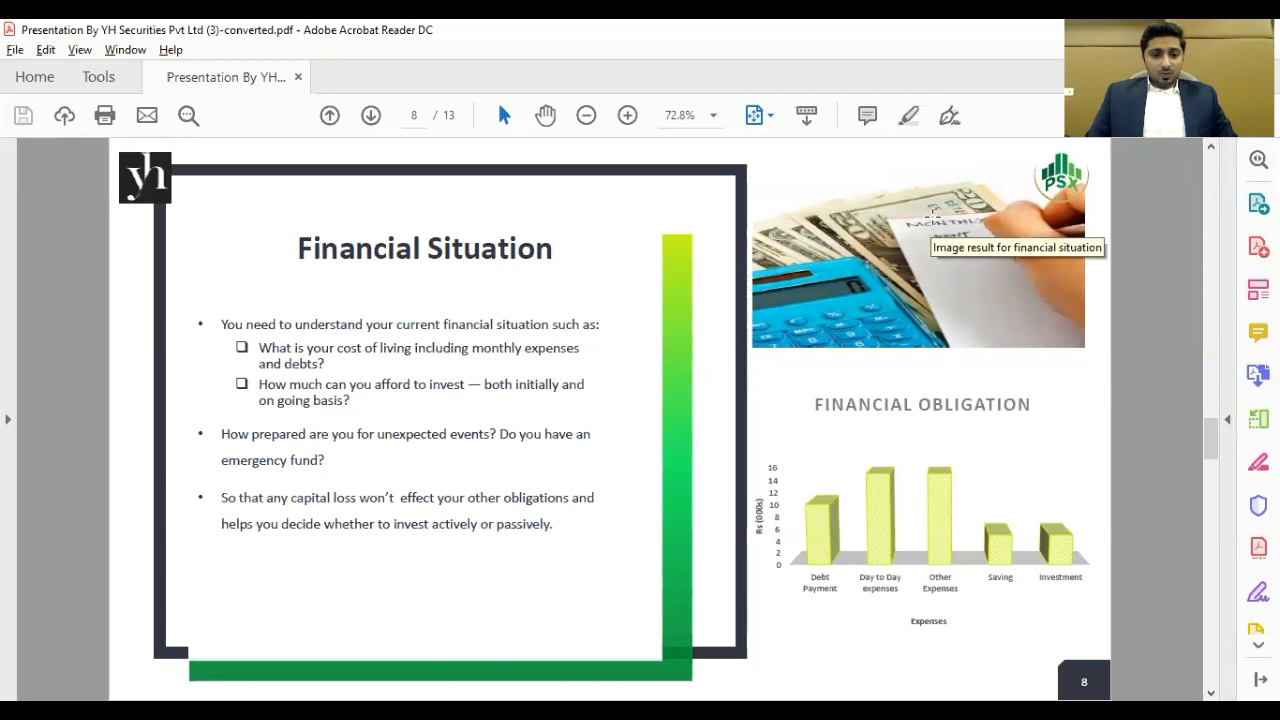 Presentation By YH Securities Pvt Ltd (3)-converted.pdf - Adobe Acrobat Reader DC
File Edit View Window Help
Home Tools Presentation By YH... ×
8 / 13 72.8%
yh
PSX
Financial Situation
MONTHLY
Image result for financial situation
• You need to understand your current financial situation such as:
❑ What is your cost of living including monthly expenses
and debts?
❑ How much can you afford to invest — both initially and
on going basis?
• How prepared are you for unexpected events? Do you have an
emergency fund?
• So that any capital loss won't effect your other obligations and
helps you decide whether to invest actively or passively.
FINANCIAL OBLIGATION
Rs (000s)
16
14
12
10
8
6
4
2
0
Debt Payment
Day to Day expenses
Other Expenses
Saving
Investment
Expenses
8